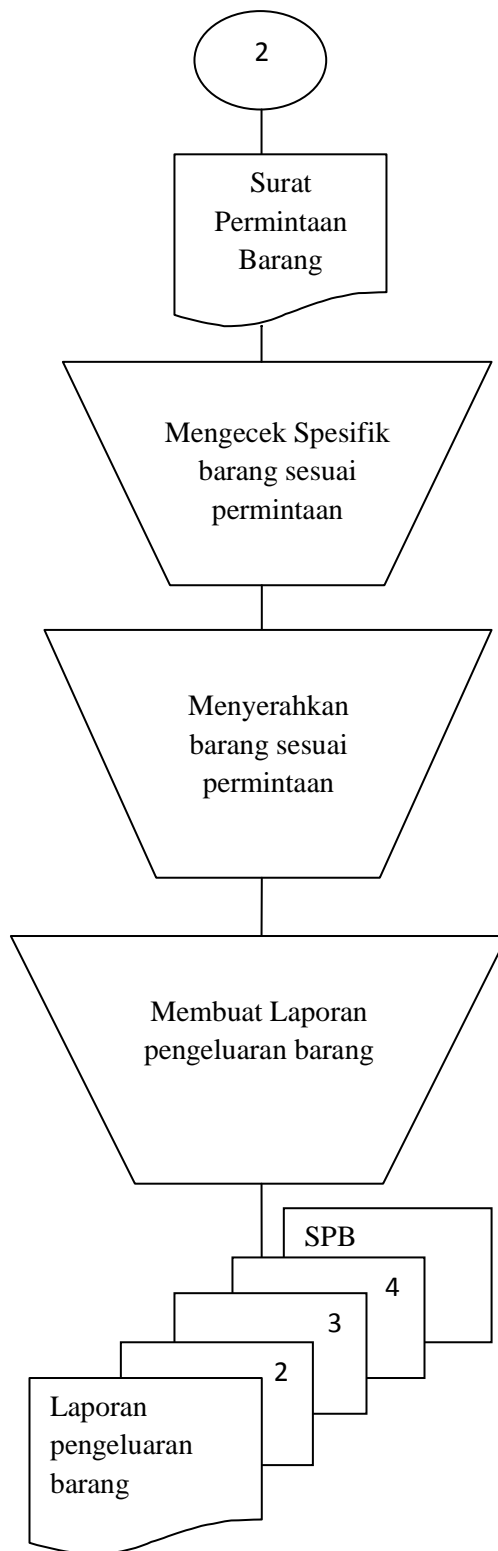 2
Surat
Permintaan
Barang
Mengecek Spesifik
barang sesuai
permintaan
Menyerahkan
barang sesuai
permintaan
Membuat Laporan
pengeluaran barang
SPB
4
3
2
Laporan
pengeluaran
barang